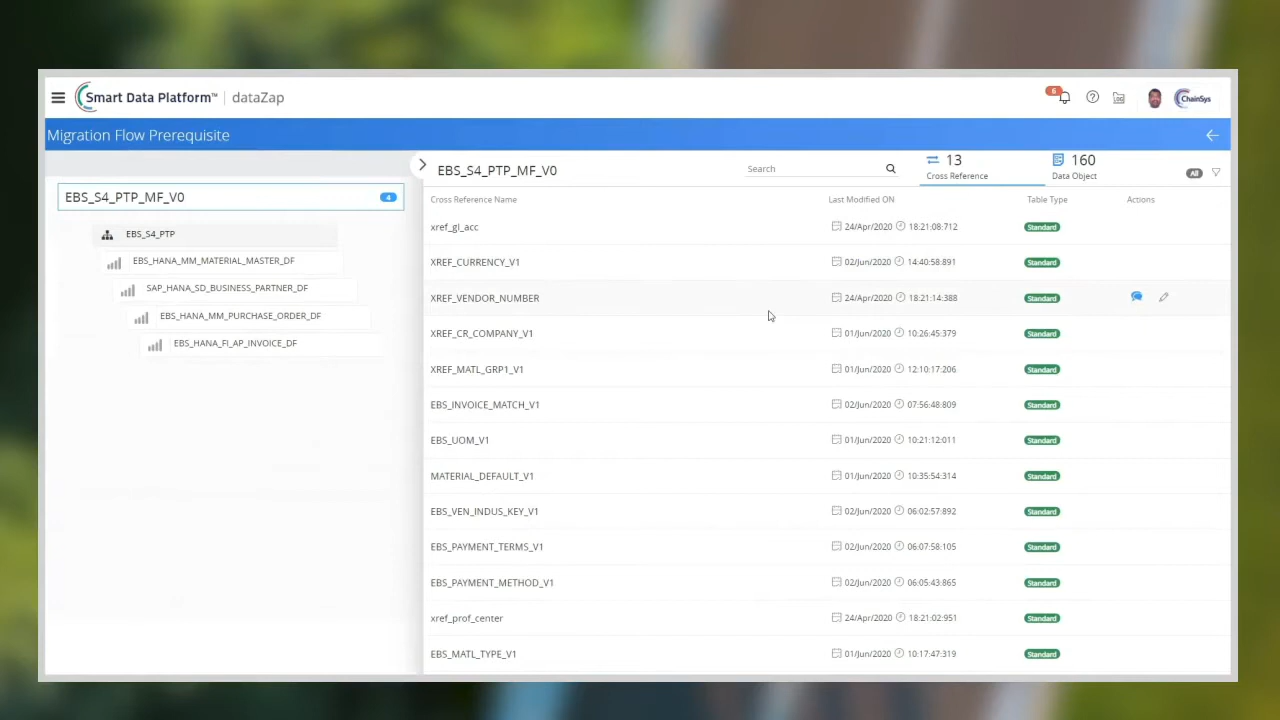 Smart Data Platform™ | dataZap
6
ChainSys
Migration Flow Prerequisite
EBS_S4_PTP_MF_V0
4
EBS_S4_PTP
EBS_HANA_MM_MATERIAL_MASTER_DF
SAP_HANA_SD_BUSINESS_PARTNER_DF
EBS_HANA_MM_PURCHASE_ORDER_DF
EBS_HANA_FI_AP_INVOICE_DF
EBS_S4_PTP_MF_V0
Search
13
Cross Reference
160
Data Object
All
Cross Reference Name Last Modified ON Table Type Actions
xref_gl_acc 24/Apr/2020 18:21:08:712 Standard
XREF_CURRENCY_V1 02/Jun/2020 14:40:58:891 Standard
XREF_VENDOR_NUMBER 24/Apr/2020 18:21:14:388 Standard
XREF_CR_COMPANY_V1 01/Jun/2020 10:26:45:379 Standard
XREF_MATL_GRP1_V1 01/Jun/2020 12:10:17:206 Standard
EBS_INVOICE_MATCH_V1 02/Jun/2020 07:56:48:809 Standard
EBS_UOM_V1 01/Jun/2020 10:21:12:011 Standard
MATERIAL_DEFAULT_V1 01/Jun/2020 10:35:54:314 Standard
EBS_VEN_INDUS_KEY_V1 02/Jun/2020 06:02:57:892 Standard
EBS_PAYMENT_TERMS_V1 02/Jun/2020 06:07:58:105 Standard
EBS_PAYMENT_METHOD_V1 02/Jun/2020 06:05:43:865 Standard
xref_prof_center 24/Apr/2020 18:21:02:951 Standard
EBS_MATL_TYPE_V1 01/Jun/2020 10:17:47:319 Standard